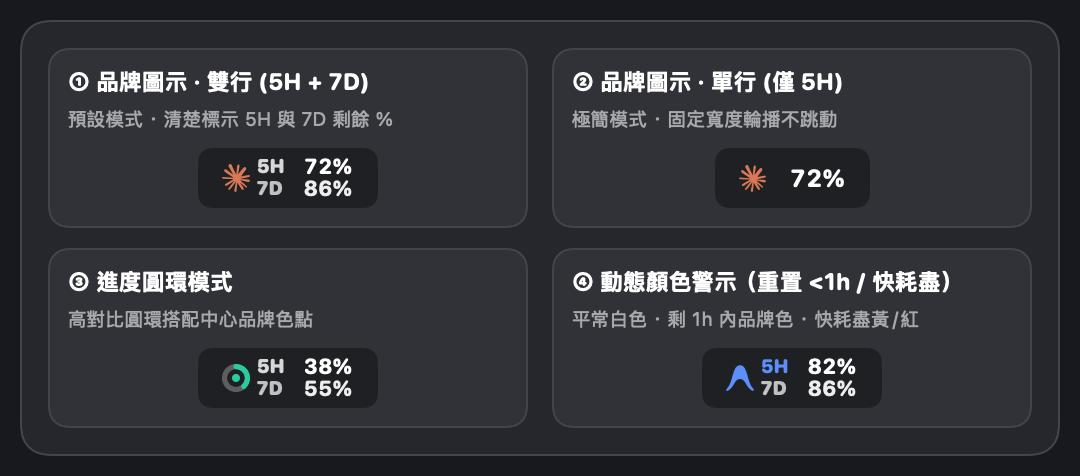 ① 品牌圖示 · 雙行 (5H + 7D)
預設模式 · 清楚標示 5H 與 7D 剩餘 %
5H 72%
7D 86%
② 品牌圖示 · 單行 (僅 5H)
極簡模式 · 固定寬度輪播不跳動
72%
③ 進度圓環模式
高對比圓環搭配中心品牌色點
5H 38%
7D 55%
④ 動態顏色警示（重置 <1h / 快耗盡）
平常白色 · 剩 1h 內品牌色 · 快耗盡黃/紅
5H 82%
7D 86%